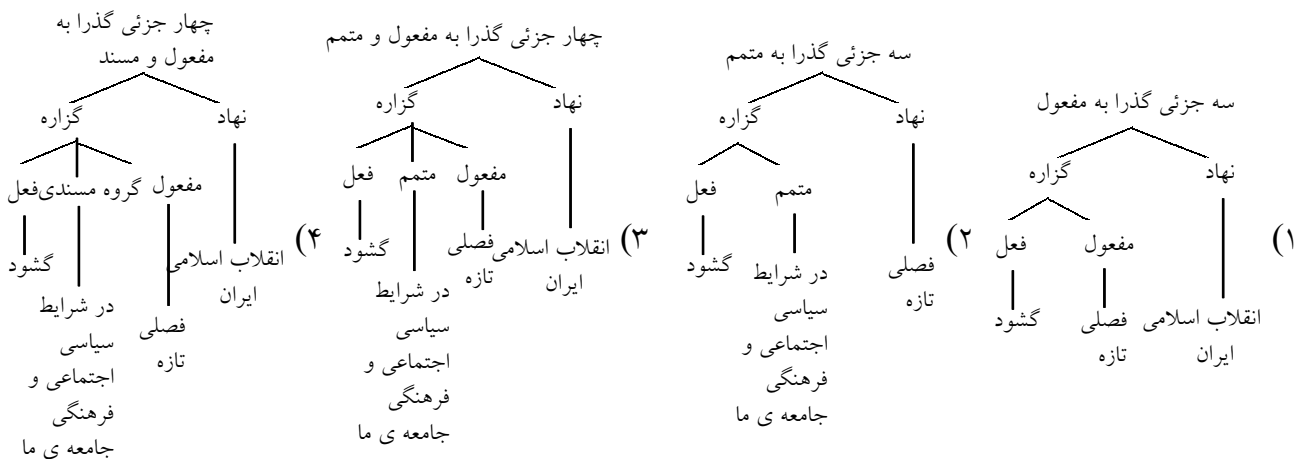 ۱)
سه جزئی گذرا به مفعول
نهاد
گزاره
مفعول
فعل
انقلاب اسلامی
ایران
فصلی
تازه
گشود
۲)
سه جزئی گذرا به متمم
نهاد
گزاره
متمم
فعل
فصلی
تازه
در شرایط
سیاسی
اجتماعی و
فرهنگی
جامعه ی ما
گشود
۳)
چهار جزئی گذرا به مفعول و متمم
نهاد
گزاره
مفعول
متمم
فعل
انقلاب اسلامی
ایران
فصلی
تازه
در شرایط
سیاسی
اجتماعی و
فرهنگی
جامعه ی ما
گشود
۴)
چهار جزئی گذرا به
مفعول و مسند
نهاد
گزاره
مفعول
گروه مسندی
فعل
انقلاب اسلامی
ایران
فصلی
تازه
در شرایط
سیاسی
اجتماعی و
فرهنگی
جامعه ی ما
گشود